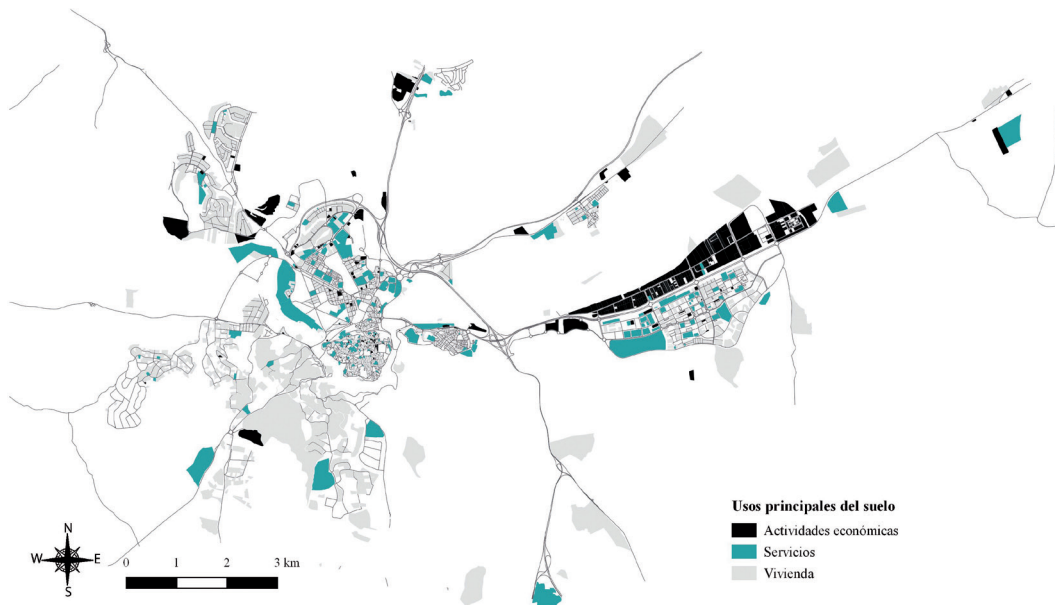 Usos principales del suelo
Actividades económicas
Servicios
Vivienda
N
W E
S
0 1 2 3 km